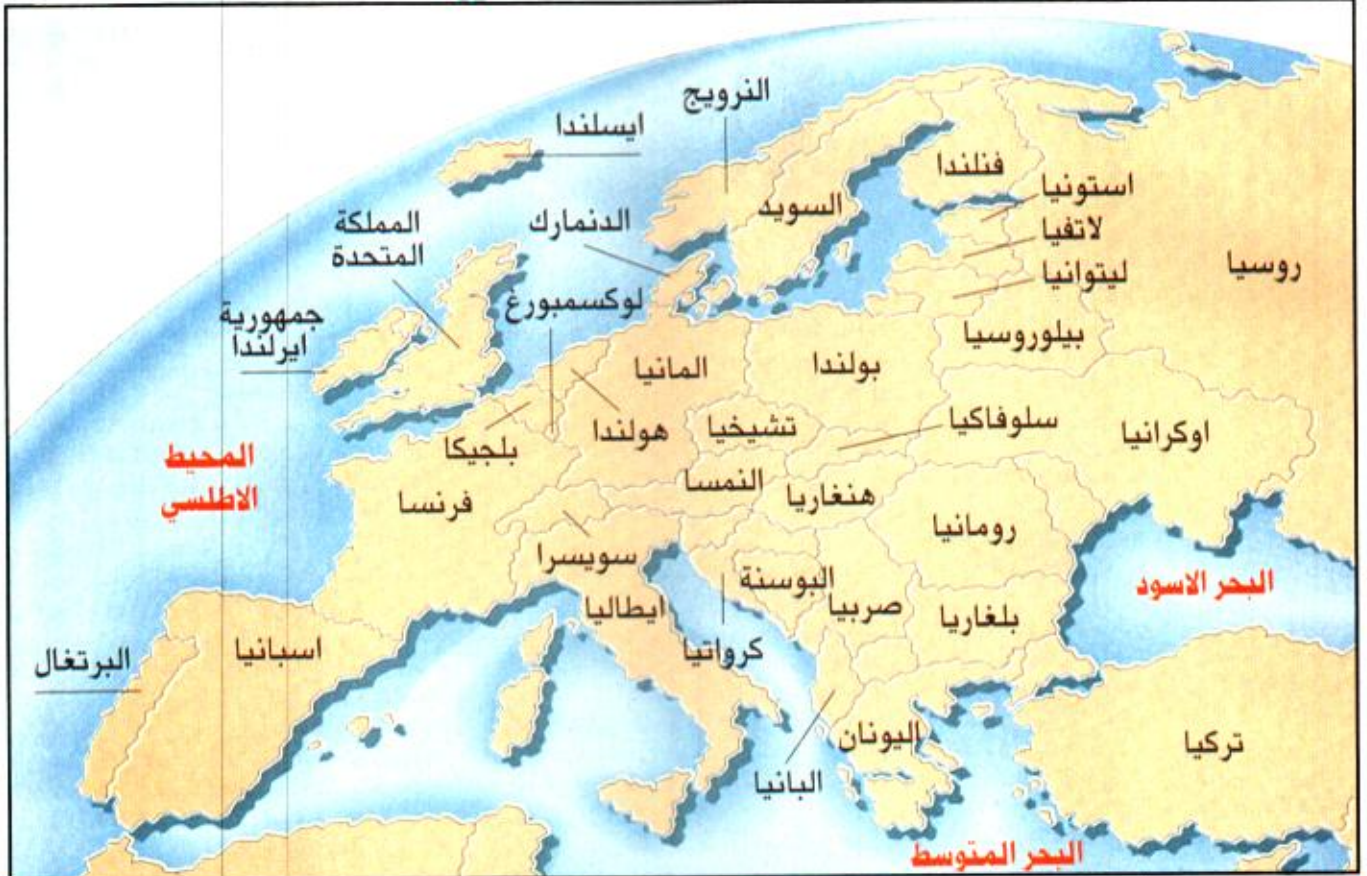 النرويج
ايسلندا
فنلندا
استونيا
السويد
الدنمارك
المملكة
المتحدة
لاتفيا
روسيا
ليتوانيا
لوكسمبورغ
جمهورية
ايرلندا
بيلوروسيا
بولندا
المانيا
سلوفاكيا
اوكرانيا
تشيخيا
هولندا
بلجيكا
المحيط
الاطلسي
النمسا
هنغاريا
فرنسا
رومانيا
سويسرا
البوسنة
البحر الاسود
ايطاليا
صربيا
بلغاريا
كرواتيا
اسبانيا
البرتغال
اليونان
تركيا
البانيا
البحر المتوسط